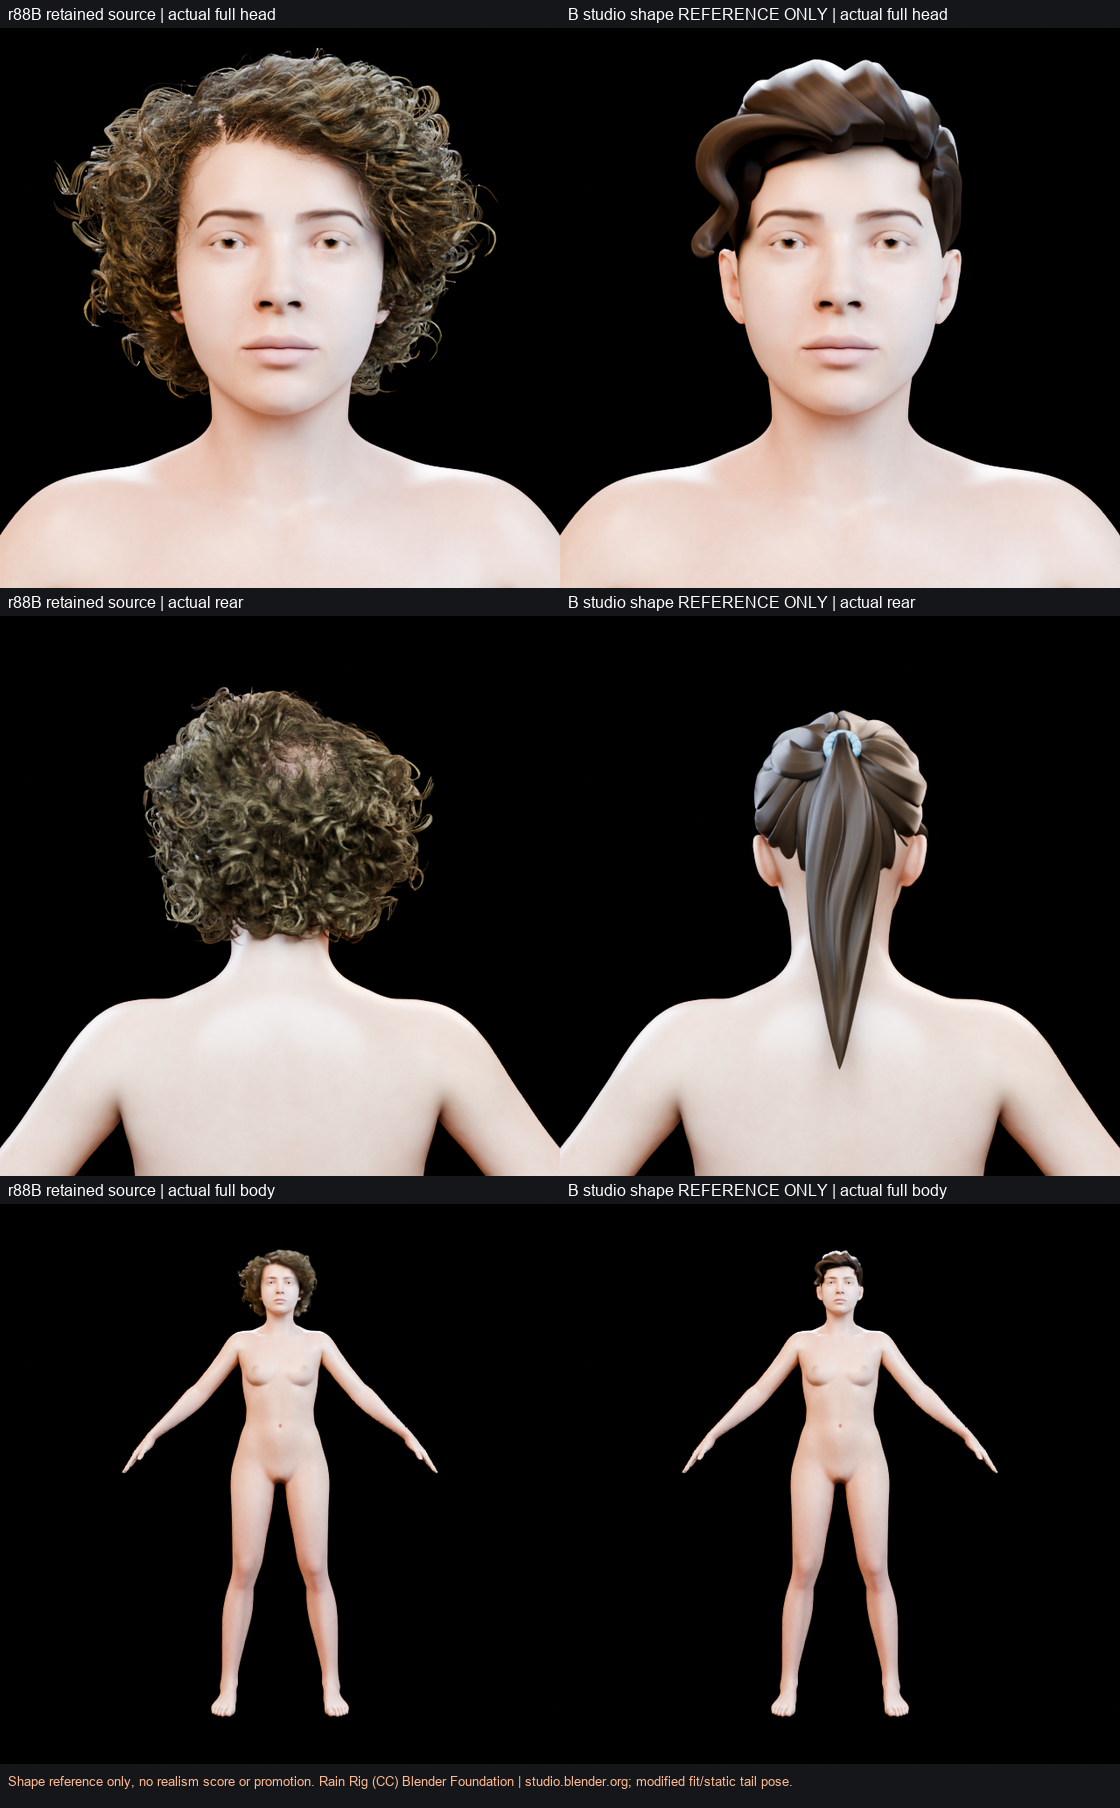 r88B retained source | actual full head
B studio shape REFERENCE ONLY | actual full head
r88B retained source | actual rear
B studio shape REFERENCE ONLY | actual rear
r88B retained source | actual full body
B studio shape REFERENCE ONLY | actual full body
Shape reference only, no realism score or promotion. Rain Rig (CC) Blender Foundation | studio.blender.org; modified fit/static tail pose.